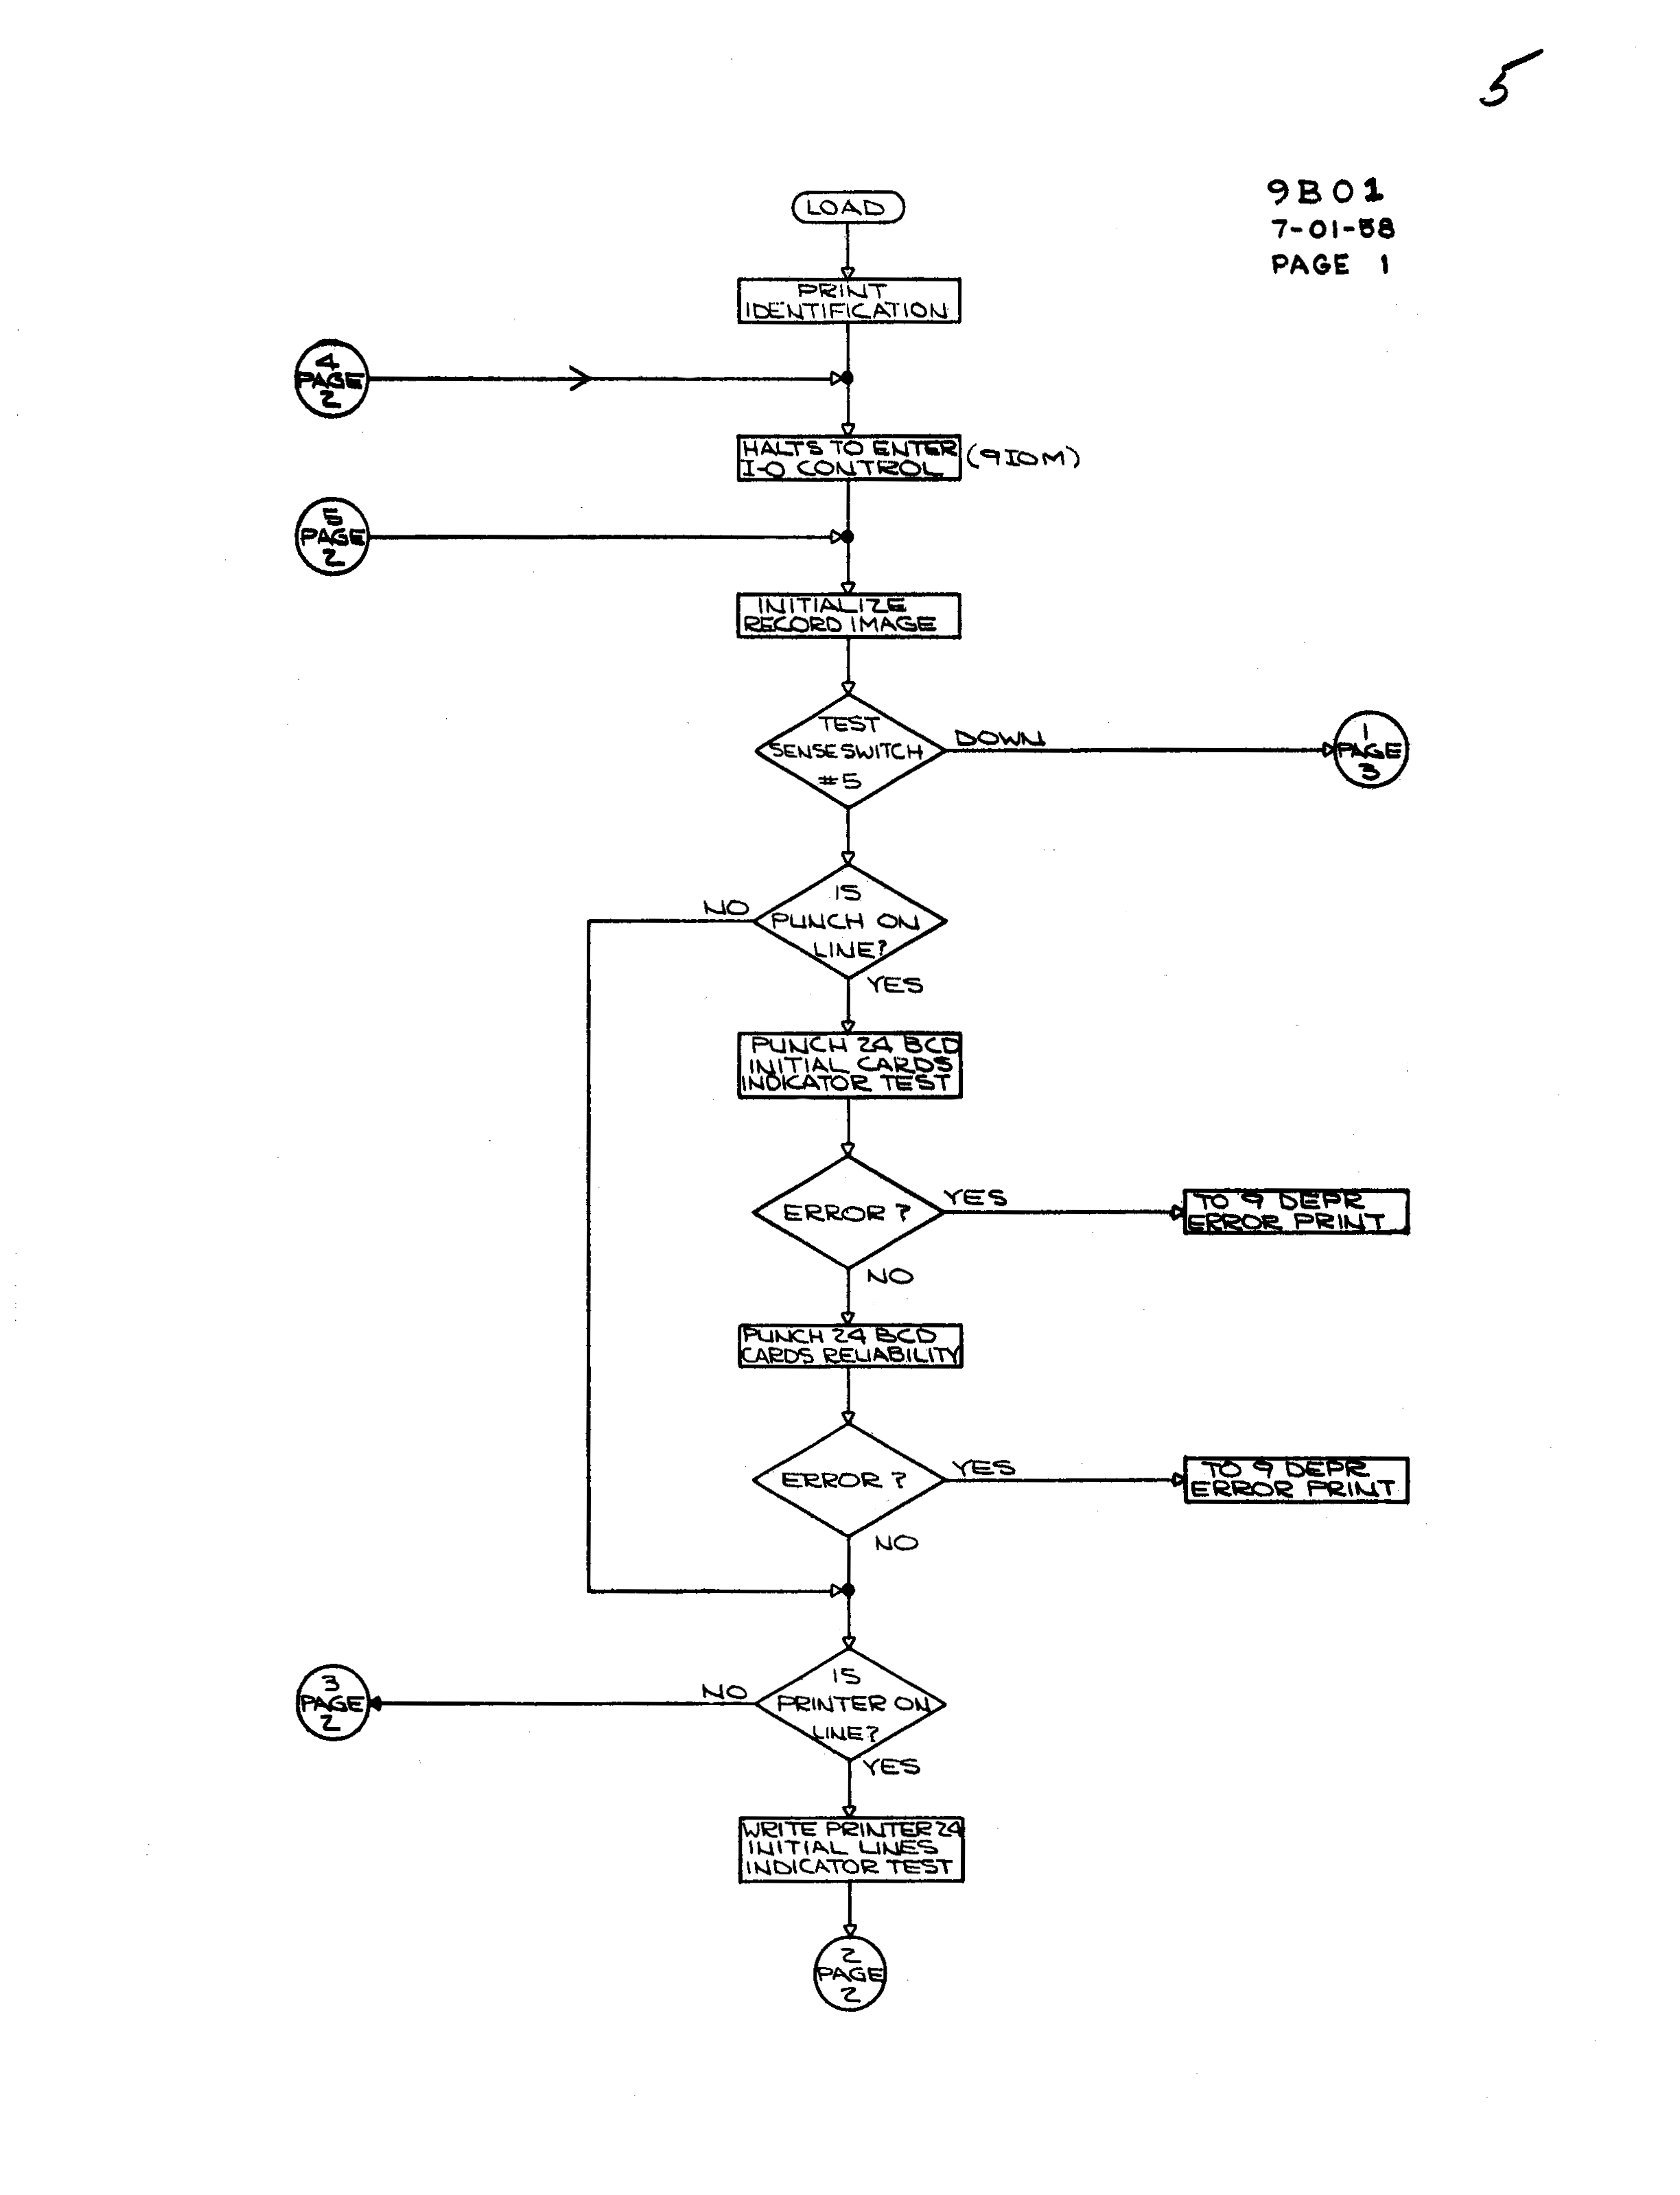 5
9B01
7-01-58
PAGE 1
LOAD
PRINT
IDENTIFICATION
4
PAGE
2
HALTS TO ENTER
I-O CONTROL
(9IOM)
5
PAGE
2
INITIALIZE
RECORD IMAGE
TEST
SENSE SWITCH
#5
DOWN
1
PAGE
3
IS
PUNCH ON
LINE?
NO
YES
PUNCH 24 BCD
INITIAL CARDS
INDICATOR TEST
ERROR?
YES
TO 9 DEPR
ERROR PRINT
NO
PUNCH 24 BCD
CARDS RELIABILITY
ERROR?
YES
TO 9 DEPR
ERROR PRINT
NO
IS
PRINTER ON
LINE?
NO
3
PAGE
2
YES
WRITE PRINTER 24
INITIAL LINES
INDICATOR TEST
2
PAGE
2